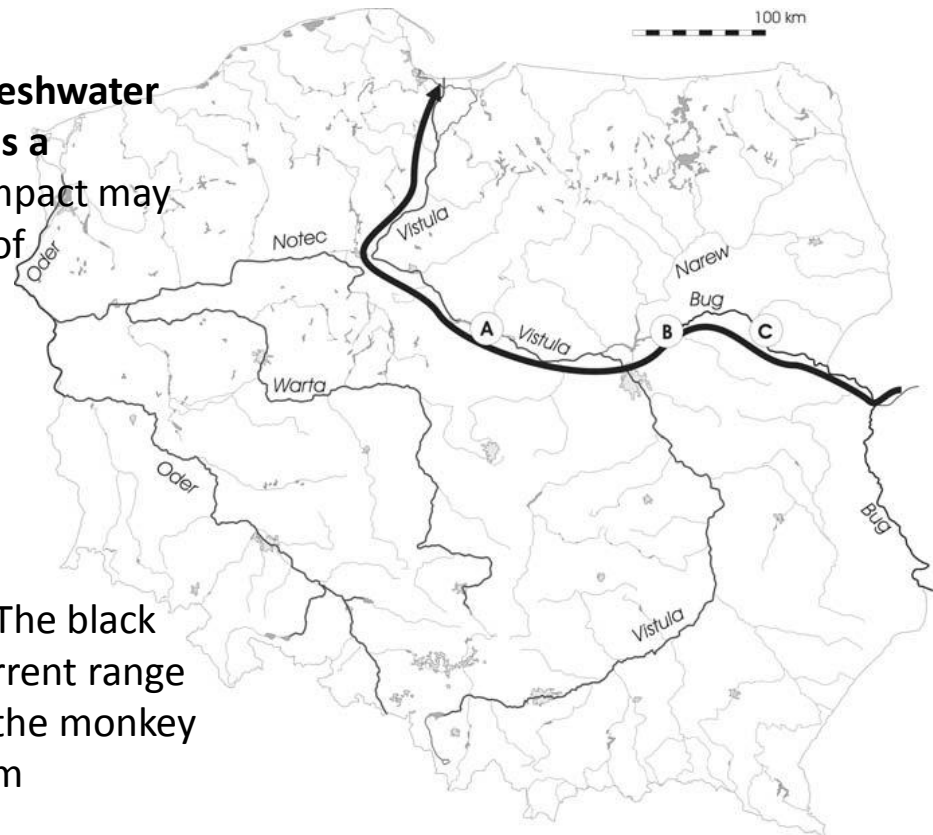 100 km
eshwater
s a
mpact may
of
Notec
Vistula
Oder
Narew
Bug
A
Vistula
B
C
Warta
Oder
Bug
The black
rrent range
the monkey
m
Vistula